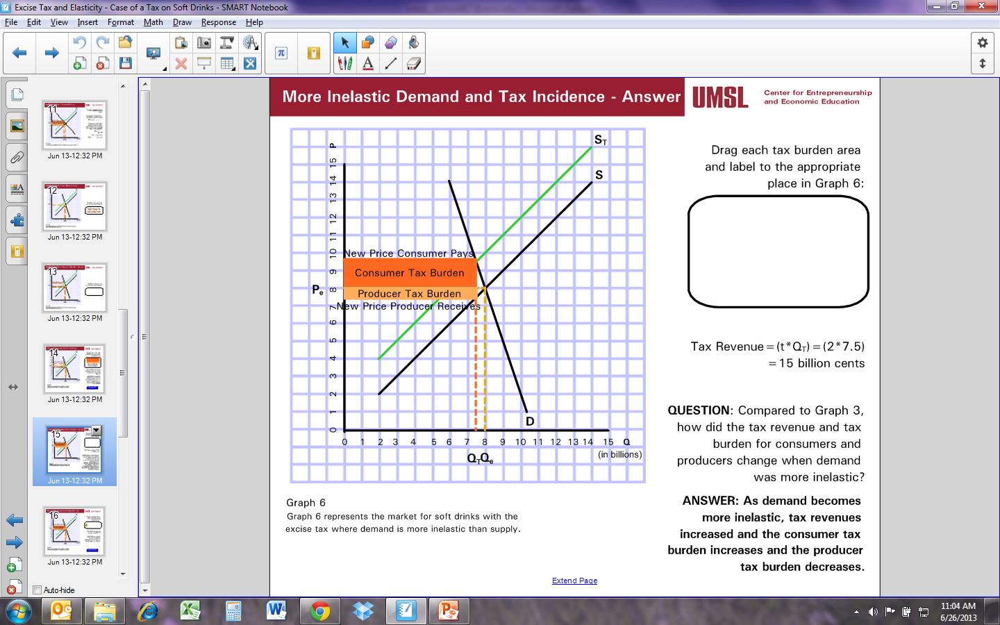 Excise Tax and Elasticity - Case of a Tax on Soft Drinks - SMART Notebook
File Edit View Insert Format Math Draw Response Help
π
A
11
Jun 13-12:32 PM
12
Jun 13-12:32 PM
13
Jun 13-12:32 PM
14
Jun 13-12:32 PM
15
Jun 13-12:32 PM
16
Jun 13-12:32 PM
Auto-hide
More Inelastic Demand and Tax Incidence - Answer
UMSL
Center for Entrepreneurship
and Economic Education
P
15
14
13
12
11
10
9
8
7
6
5
4
3
2
1
0
Pe
ST
S
New Price Consumer Pays
Consumer Tax Burden
Producer Tax Burden
New Price Producer Receives
D
0 1 2 3 4 5 6 7 8 9 10 11 12 13 14 15 Q
(in billions)
QT Qe
Graph 6
Graph 6 represents the market for soft drinks with the
excise tax where demand is more inelastic than supply.
Drag each tax burden area
and label to the appropriate
place in Graph 6:
Tax Revenue=(t*QT)=(2*7.5)
=15 billion cents
QUESTION: Compared to Graph 3,
how did the tax revenue and tax
burden for consumers and
producers change when demand
was more inelastic?
ANSWER: As demand becomes
more inelastic, tax revenues
increased and the consumer tax
burden increases and the producer
tax burden decreases.
Extend Page
11:04 AM
6/26/2013